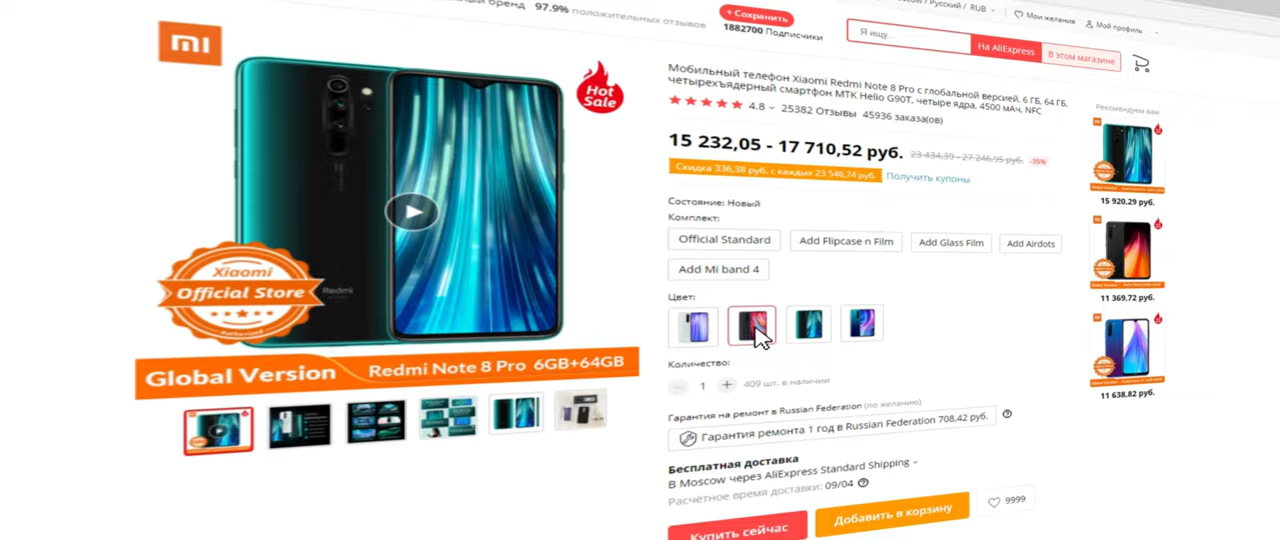 бренд 97.9% положительных отзывов
+ Сохранить
1882700 Подписчики
/ Русский / RUB
Мои желания
Мой профиль
Я ищу...
На AliExpress
В этом магазине
mi
Hot
Sale
Мобильный телефон Xiaomi Redmi Note 8 Pro с глобальной версией, 6 ГБ, 64 ГБ,
четырехъядерный смартфон MTK Helio G90T, четыре ядра, 4500 мАч, NFC
4.8 25382 Отзывы 45936 заказа(ов)
15 232,05 - 17 710,52 руб. 23 434,39 - 27 246,95 руб. -35%
Скидка 336,38 руб. с каждых 23 546,74 руб. Получить купоны
Состояние: Новый
Комплект:
Official Standard
Add Flipcase n Film
Add Glass Film
Add Airdots
Add Mi band 4
Цвет:
Количество:
1
409 шт. в наличии
Гарантия на ремонт в Russian Federation (по желанию)
Гарантия ремонта 1 год в Russian Federation 708,42 руб.
Бесплатная доставка
В Moscow через AliExpress Standard Shipping
Расчётное время доставки: 09/04
Купить сейчас
Добавить в корзину
9999
Xiaomi
Official Store
Authorized
Redmi
Global Version
Redmi Note 8 Pro 6GB+64GB
Рекомендуем вам
15 920,29 руб.
11 369,72 руб.
11 638,82 руб.